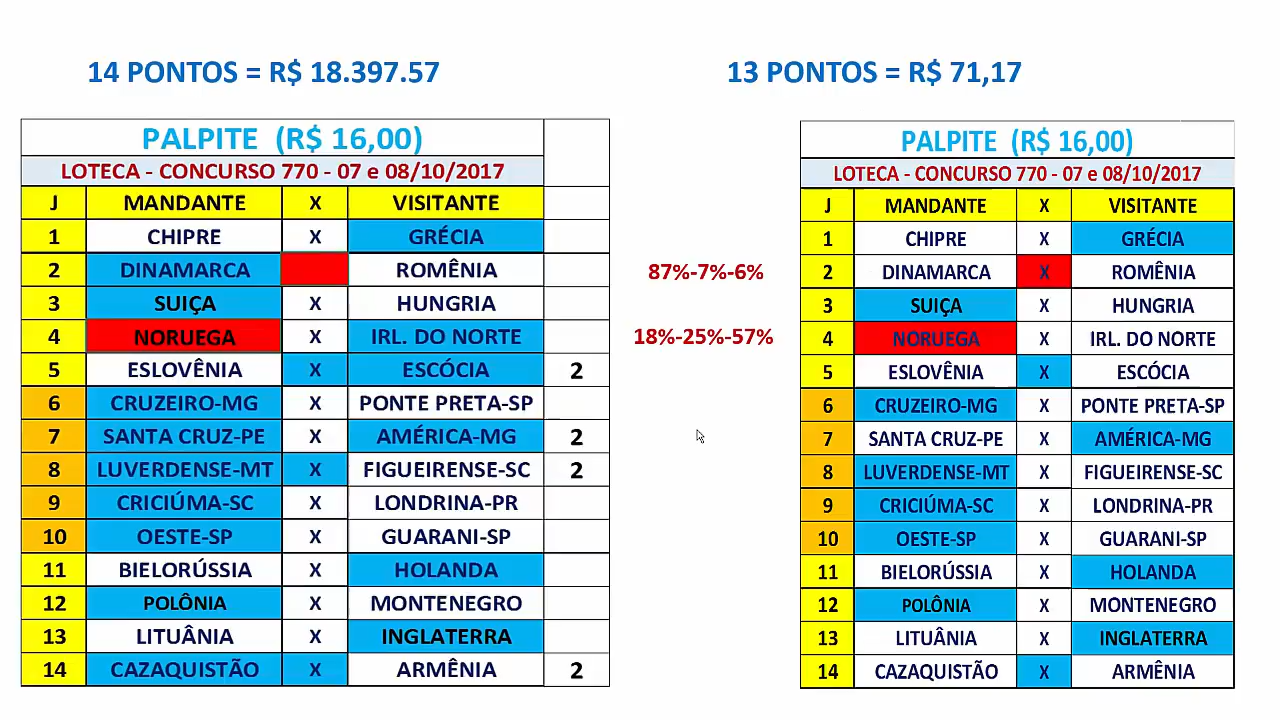 14 PONTOS = R$ 18.397.57
PALPITE (R$ 16,00)
LOTECA - CONCURSO 770 - 07 e 08/10/2017
J MANDANTE X VISITANTE
1 CHIPRE X GRÉCIA
2 DINAMARCA ROMÊNIA
3 SUIÇA X HUNGRIA
4 NORUEGA X IRL. DO NORTE
5 ESLOVÊNIA X ESCÓCIA 2
6 CRUZEIRO-MG X PONTE PRETA-SP
7 SANTA CRUZ-PE X AMÉRICA-MG 2
8 LUVERDENSE-MT X FIGUEIRENSE-SC 2
9 CRICIÚMA-SC X LONDRINA-PR
10 OESTE-SP X GUARANI-SP
11 BIELORÚSSIA X HOLANDA
12 POLÔNIA X MONTENEGRO
13 LITUÂNIA X INGLATERRA
14 CAZAQUISTÃO X ARMÊNIA 2
87%-7%-6%
18%-25%-57%
13 PONTOS = R$ 71,17
PALPITE (R$ 16,00)
LOTECA - CONCURSO 770 - 07 e 08/10/2017
J MANDANTE X VISITANTE
1 CHIPRE X GRÉCIA
2 DINAMARCA X ROMÊNIA
3 SUIÇA X HUNGRIA
4 NORUEGA X IRL. DO NORTE
5 ESLOVÊNIA X ESCÓCIA
6 CRUZEIRO-MG X PONTE PRETA-SP
7 SANTA CRUZ-PE X AMÉRICA-MG
8 LUVERDENSE-MT X FIGUEIRENSE-SC
9 CRICIÚMA-SC X LONDRINA-PR
10 OESTE-SP X GUARANI-SP
11 BIELORÚSSIA X HOLANDA
12 POLÔNIA X MONTENEGRO
13 LITUÂNIA X INGLATERRA
14 CAZAQUISTÃO X ARMÊNIA